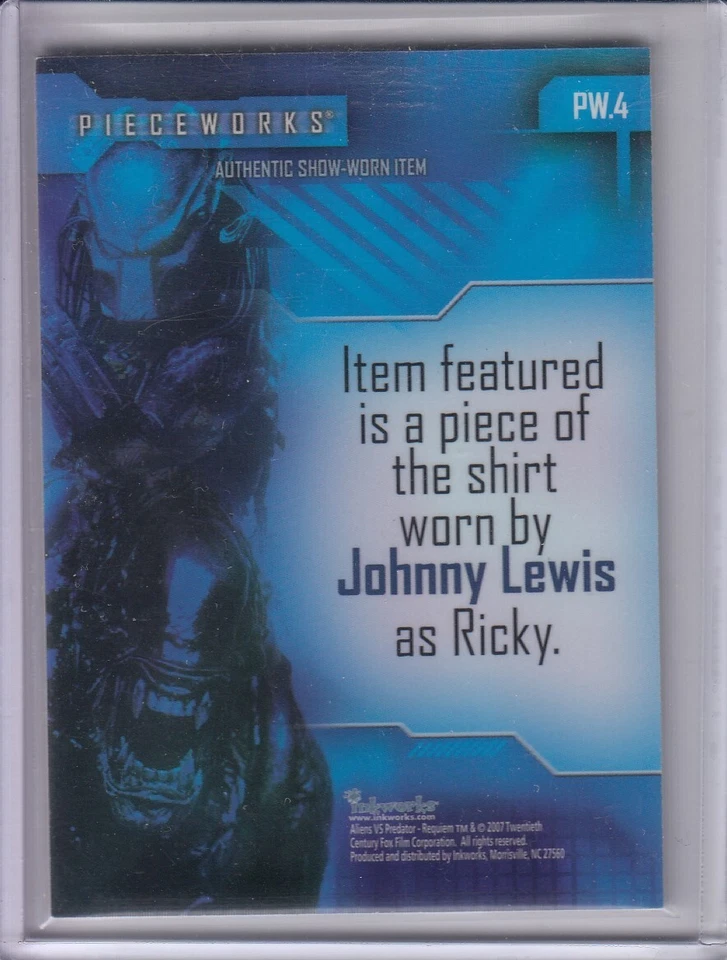 PIECEWORKS®
PW.4
AUTHENTIC SHOW-WORN ITEM
Item featured
is a piece of
the shirt
worn by
Johnny Lewis
as Ricky.
inkworks
www.inkworks.com
Aliens VS Predator - Requiem TM & © 2007 Twentieth
Century Fox Film Corporation. All rights reserved.
Produced and distributed by Inkworks, Morrisville, NC 27560